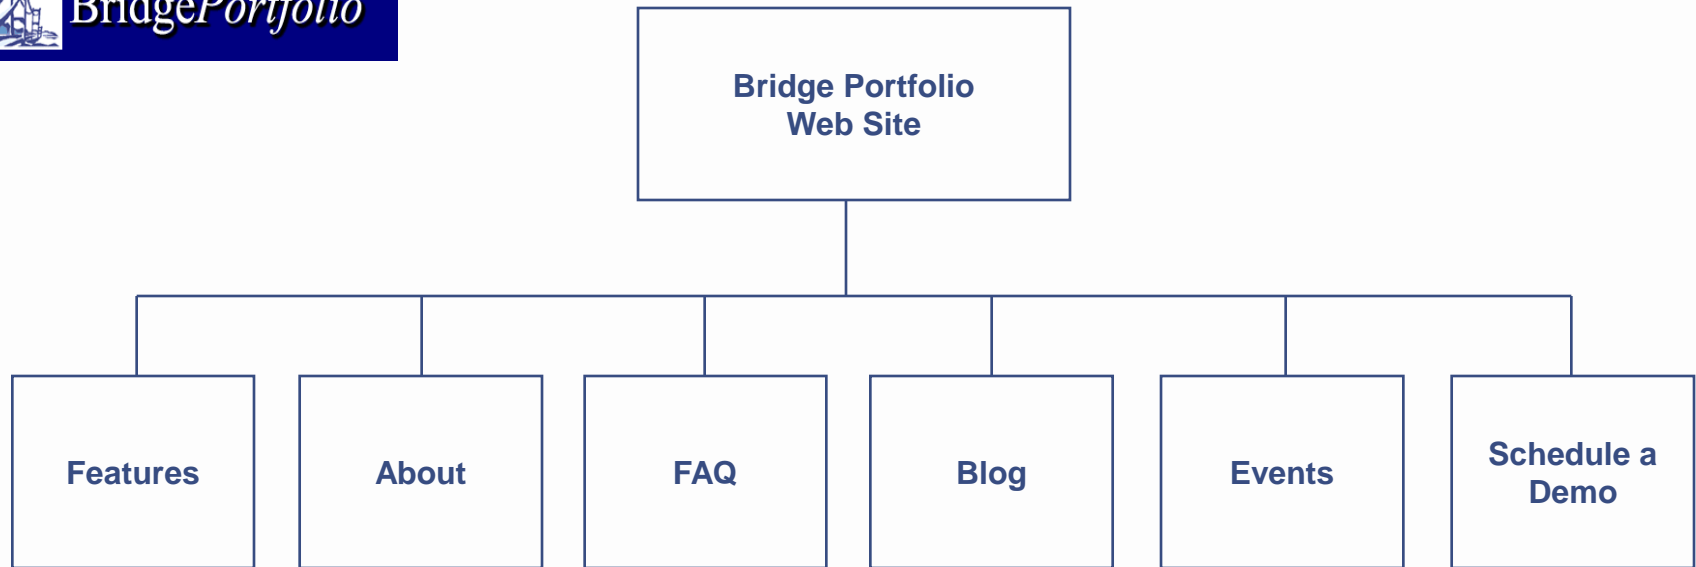 BridgePortfolio
Bridge Portfolio
Web Site
Features
About
FAQ
Blog
Events
Schedule a
Demo